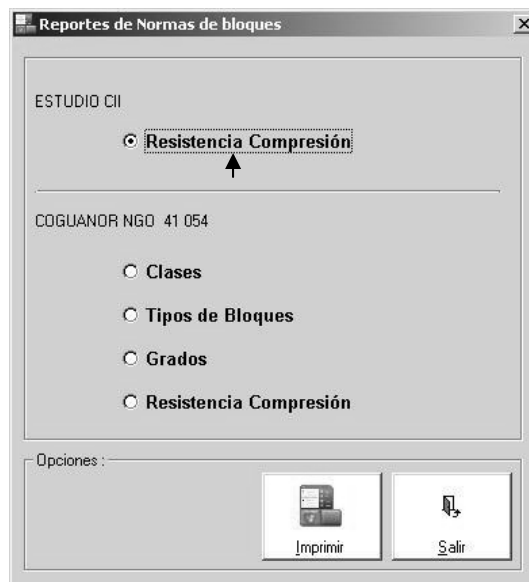 Reportes de Normas de bloques
ESTUDIO CII
Resistencia Compresión
COGUANOR NGO 41 054
Clases
Tipos de Bloques
Grados
Resistencia Compresión
Opciones :
Imprimir
Salir